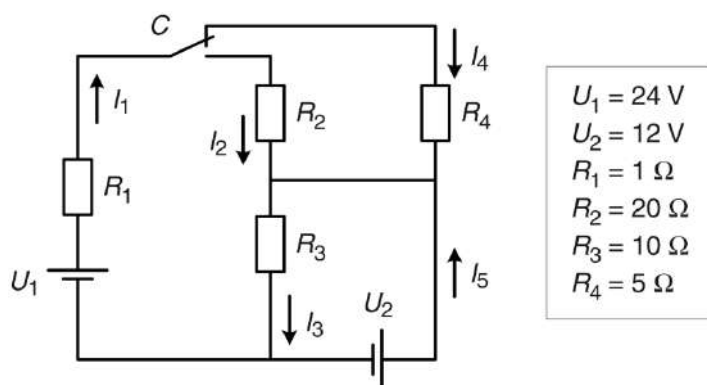 C
I₄
I₁
R₂
R₄
I₂
R₁
R₃
U₁
U₂
I₅
I₃
U₁ = 24 V
U₂ = 12 V
R₁ = 1 Ω
R₂ = 20 Ω
R₃ = 10 Ω
R₄ = 5 Ω